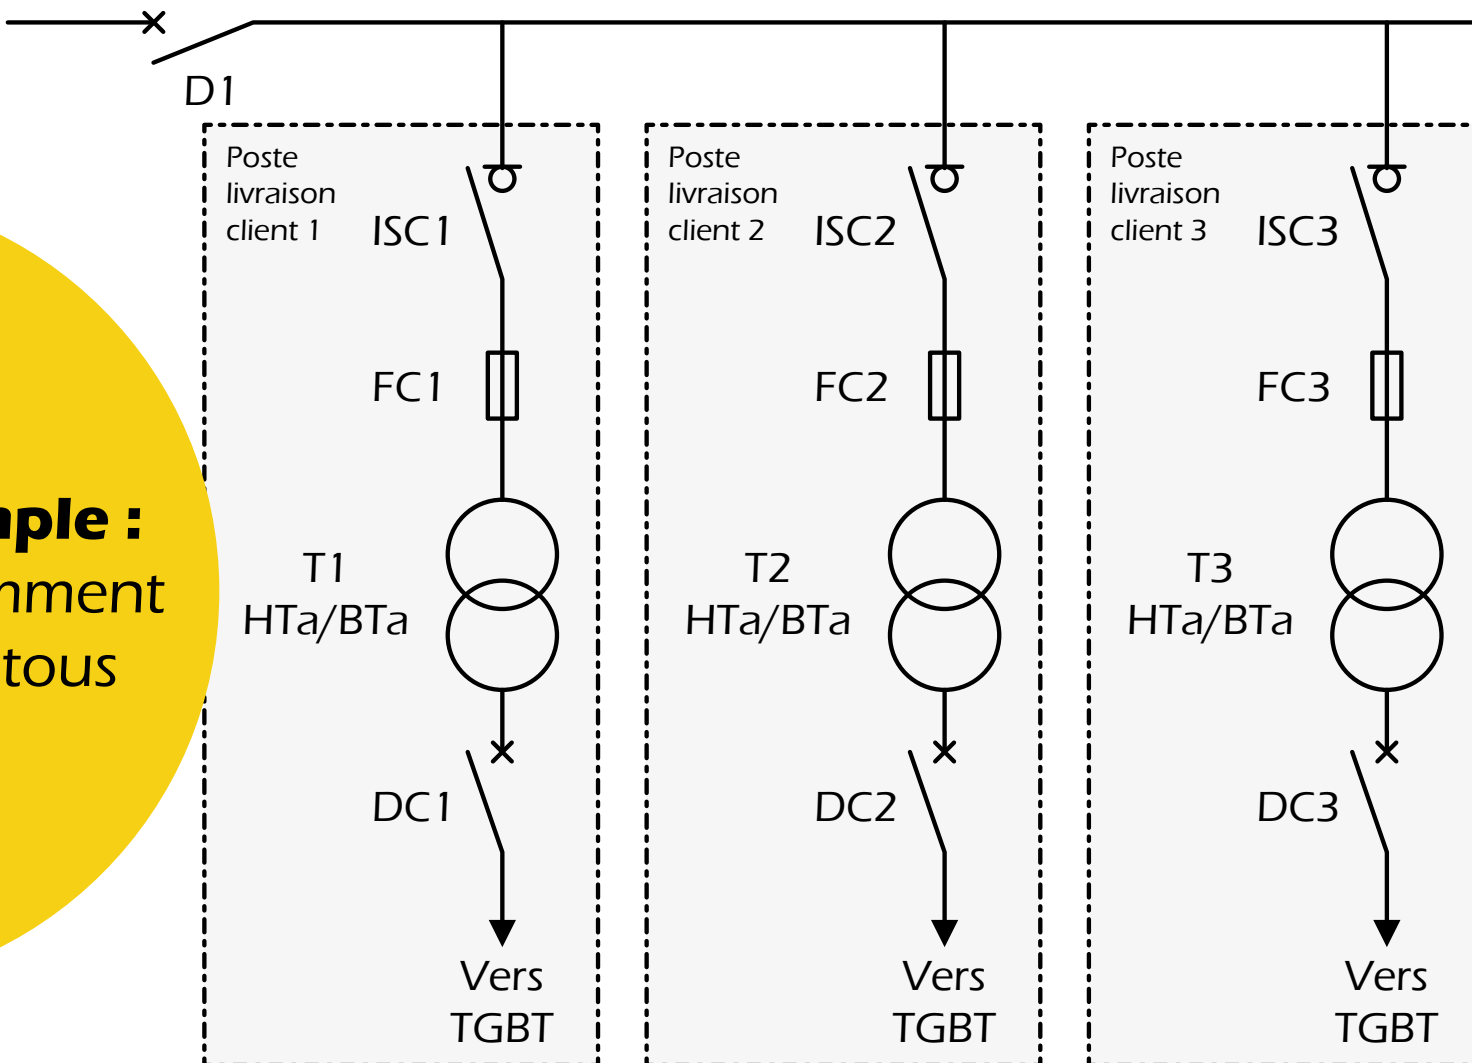 D1
Poste
livraison
client 1
ISC1
FC1
T1
HTa/BTa
DC1
Vers
TGBT
Poste
livraison
client 2
ISC2
FC2
T2
HTa/BTa
DC2
Vers
TGBT
Poste
livraison
client 3
ISC3
FC3
T3
HTa/BTa
DC3
Vers
TGBT
tous